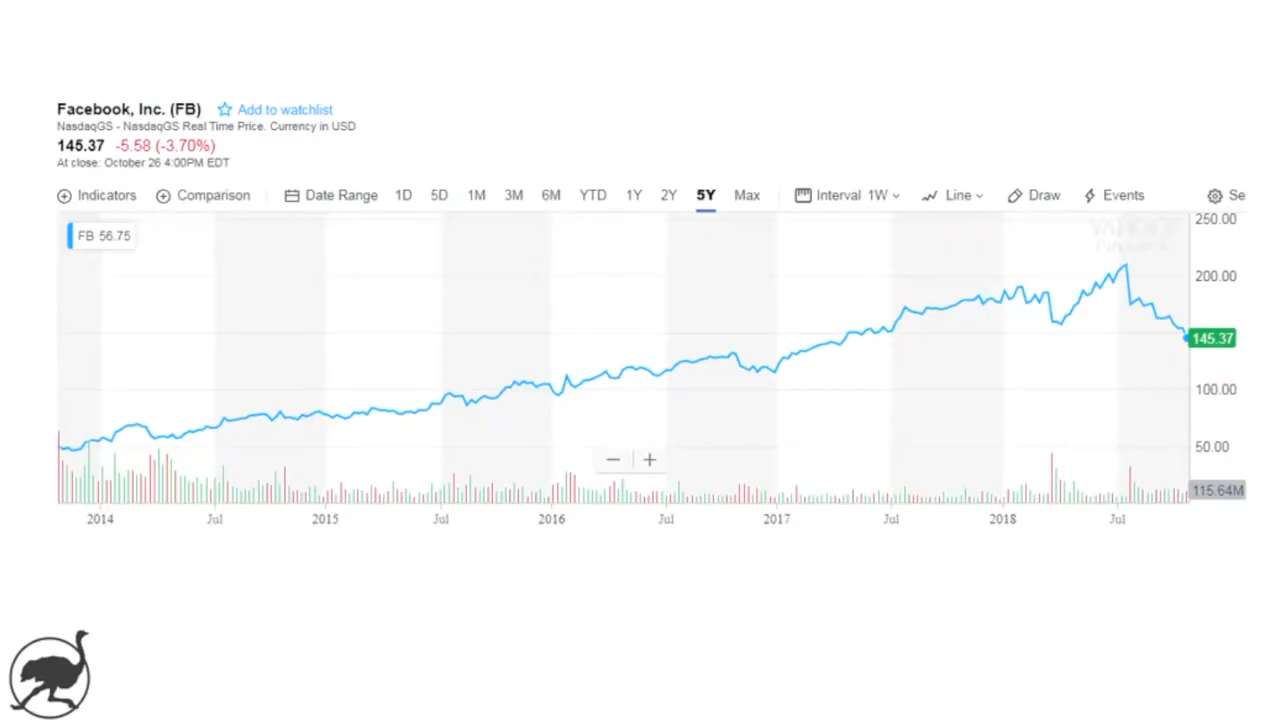 Facebook, Inc. (FB) Add to watchlist
NasdaqGS - NasdaqGS Real Time Price. Currency in USD
145.37 -5.58 (-3.70%)
At close: October 26 4:00PM EDT
Indicators Comparison Date Range 1D 5D 1M 3M 6M YTD 1Y 2Y 5Y Max Interval 1W Line Draw Events Se
250.00
FB 56.75
YAHOO!
200.00
145.37
100.00
50.00
115.64M
2014 Jul 2015 Jul 2016 Jul 2017 Jul 2018 Jul